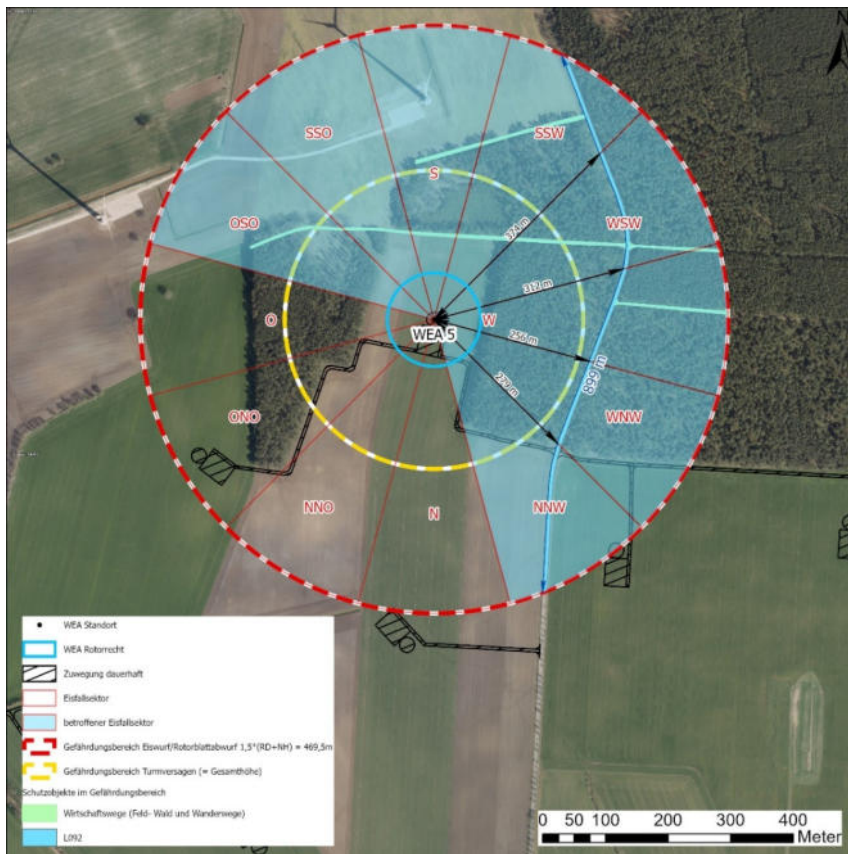 N
SSO
SSW
S
OSO
WSW
374 m
312 m
O
W
WEA 5
256 m
279 m
899 m
ONO
WNW
NNO
N
NNW
WEA Standort
WEA Rotorrecht
Zuwegung dauerhaft
Eisfallsektor
betroffener Eisfallsektor
Gefährdungsbereich Eiswurf/Rotorblattabwurf 1,5*(RD+NH) = 469,5m
Gefährdungsbereich Turmversagen (= Gesamthöhe)
Schutzobjekte im Gefährdungsbereich
Wirtschaftswege (Feld- Wald und Wanderwege)
L092
0 50 100 200 300 400
Meter